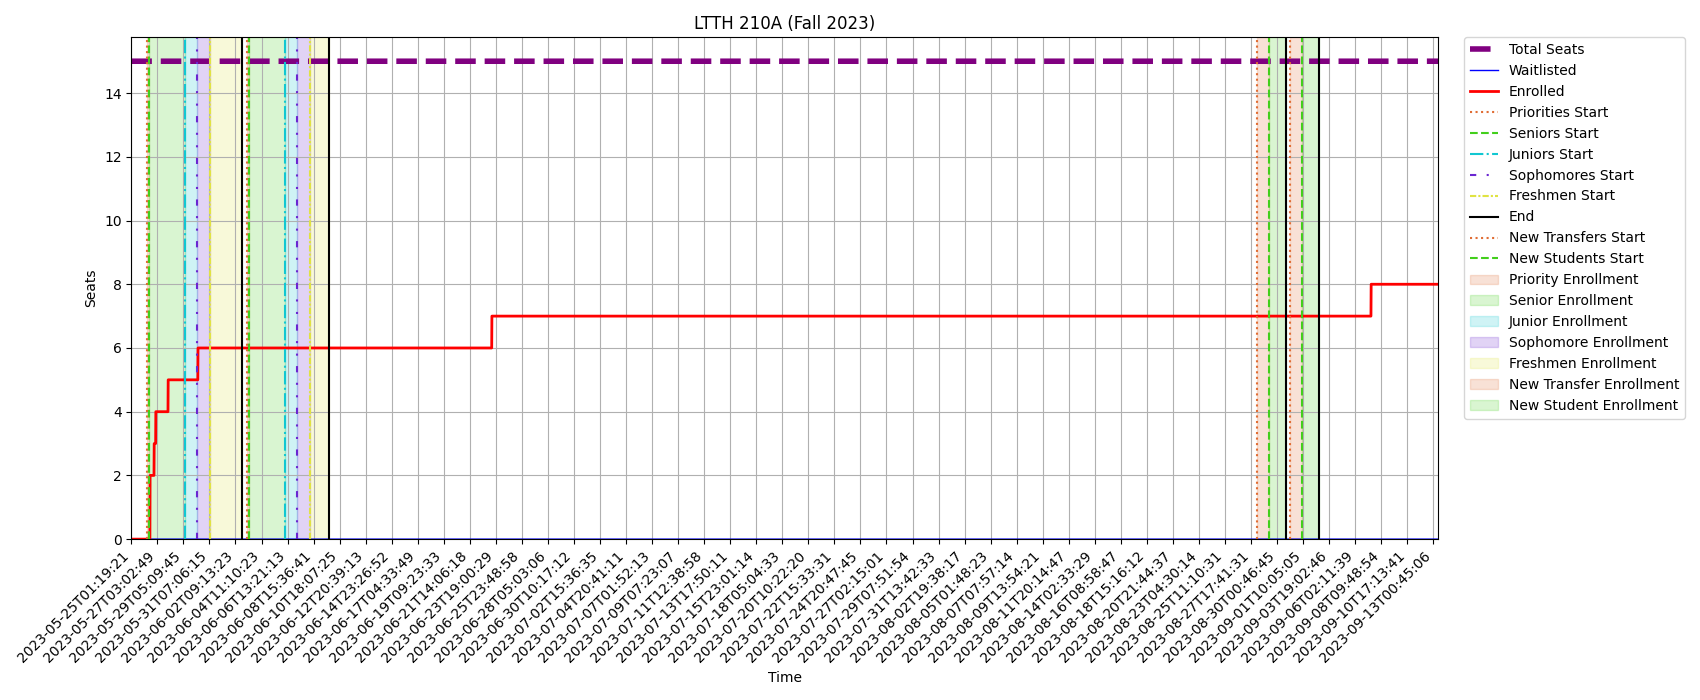 LTTH 210A (Fall 2023)
Seats
14
12
10
8
6
4
2
0
2023-05-25T01:19:21
2023-05-27T03:02:49
2023-05-29T05:09:45
2023-05-31T07:06:15
2023-06-02T09:13:23
2023-06-04T11:10:23
2023-06-06T13:21:13
2023-06-08T15:36:41
2023-06-10T18:07:25
2023-06-12T20:39:13
2023-06-14T23:26:52
2023-06-17T04:33:49
2023-06-19T09:23:33
2023-06-21T14:06:18
2023-06-23T19:00:29
2023-06-25T23:48:58
2023-06-28T05:03:06
2023-06-30T10:17:12
2023-07-02T15:36:35
2023-07-04T20:41:11
2023-07-07T01:52:13
2023-07-09T07:23:07
2023-07-11T12:38:58
2023-07-13T17:50:11
2023-07-15T23:01:14
2023-07-18T05:04:33
2023-07-20T10:22:20
2023-07-22T15:33:31
2023-07-24T20:47:45
2023-07-27T02:15:01
2023-07-29T07:51:54
2023-07-31T13:42:33
2023-08-02T19:38:17
2023-08-05T01:48:23
2023-08-07T07:57:14
2023-08-09T13:54:21
2023-08-11T20:14:47
2023-08-14T02:33:29
2023-08-16T08:58:47
2023-08-18T15:16:12
2023-08-20T21:44:37
2023-08-23T04:30:14
2023-08-25T11:10:31
2023-08-27T17:41:31
2023-08-30T00:46:45
2023-09-01T10:05:05
2023-09-03T19:02:46
2023-09-06T02:11:39
2023-09-08T09:48:54
2023-09-10T17:13:41
2023-09-13T00:45:06
Time
Total Seats
Waitlisted
Enrolled
Priorities Start
Seniors Start
Juniors Start
Sophomores Start
Freshmen Start
End
New Transfers Start
New Students Start
Priority Enrollment
Senior Enrollment
Junior Enrollment
Sophomore Enrollment
Freshmen Enrollment
New Transfer Enrollment
New Student Enrollment